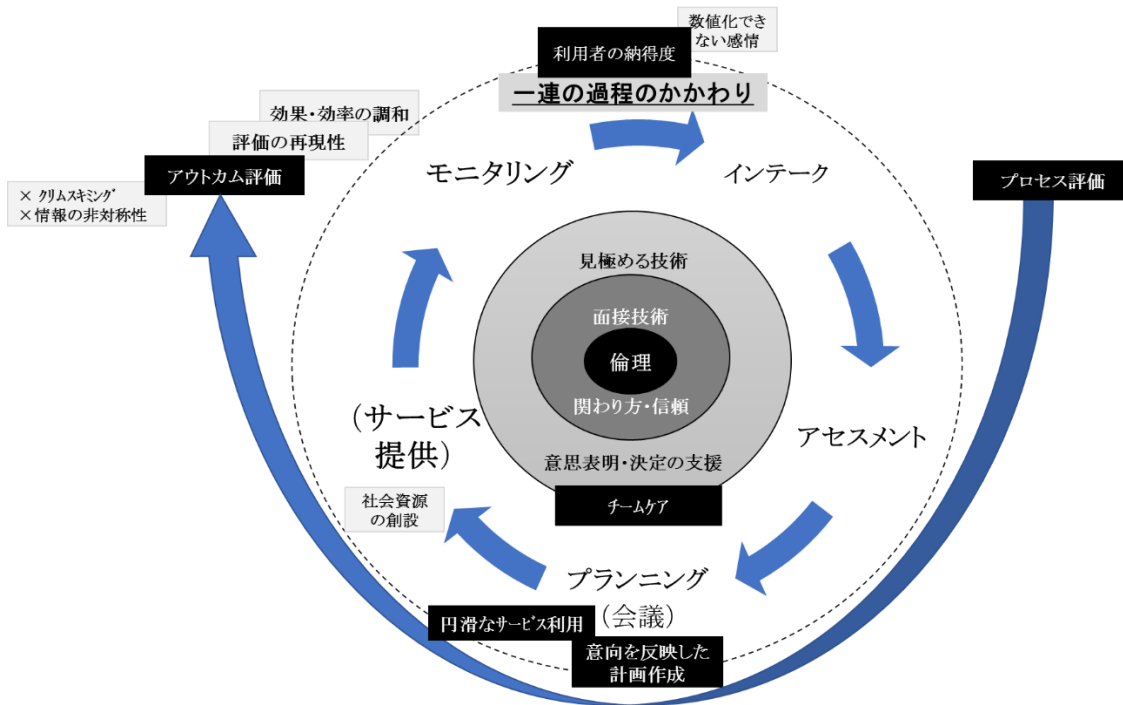 数値化でき
ない感情
利用者の納得度
一連の過程のかかわり
効果・効率の調和
評価の再現性
アウトカム評価
× クリムスキミング
×情報の非対称性
モニタリング
インテーク
プロセス評価
見極める技術
面接技術
倫理
関わり方・信頼
意思表明・決定の支援
チームケア
(サービス
提供)
アセスメント
社会資源
の創設
プランニング
(会議)
円滑なサービス利用
意向を反映した
計画作成